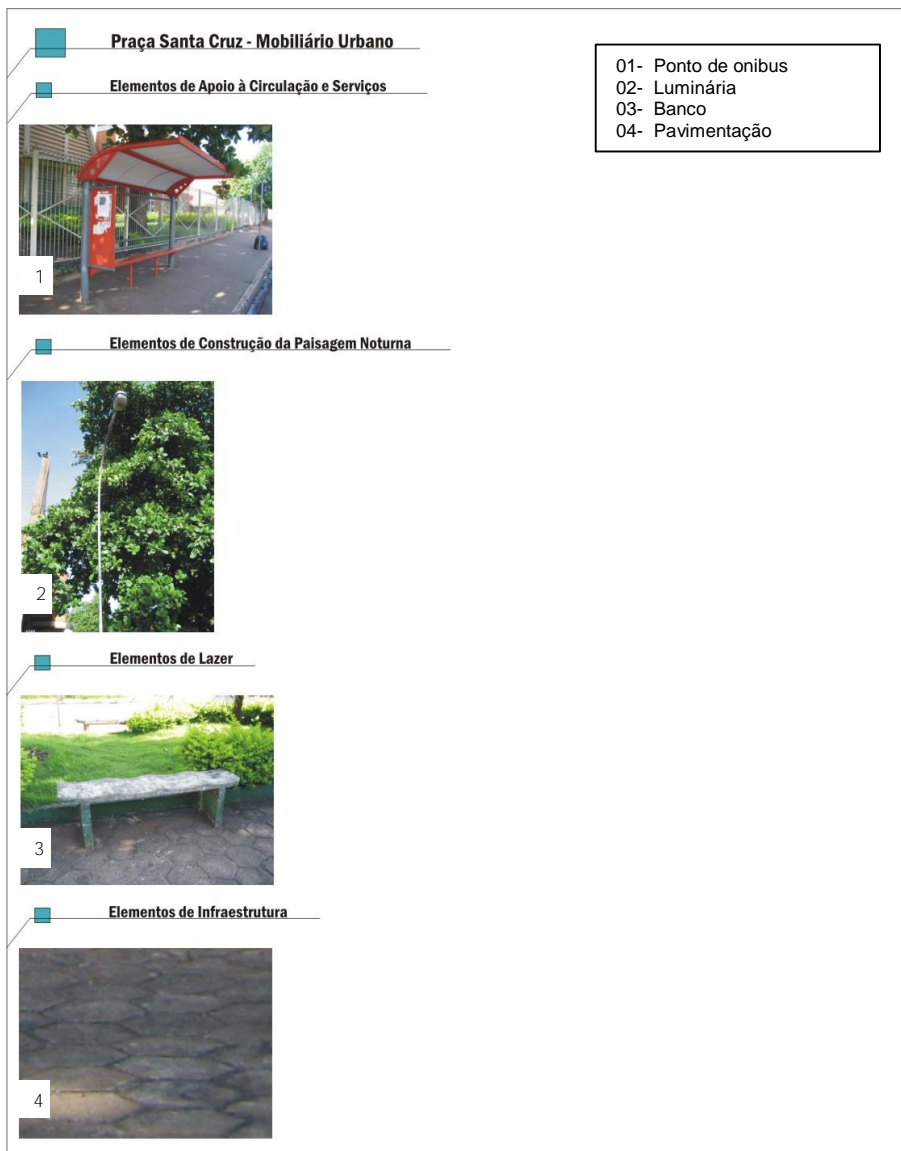 Praça Santa Cruz - Mobiliário Urbano
01- Ponto de onibus
02- Luminária
03- Banco
04- Pavimentação
Elementos de Apoio à Circulação e Serviços
1
Elementos de Construção da Paisagem Noturna
2
Elementos de Lazer
3
Elementos de Infraestrutura
4